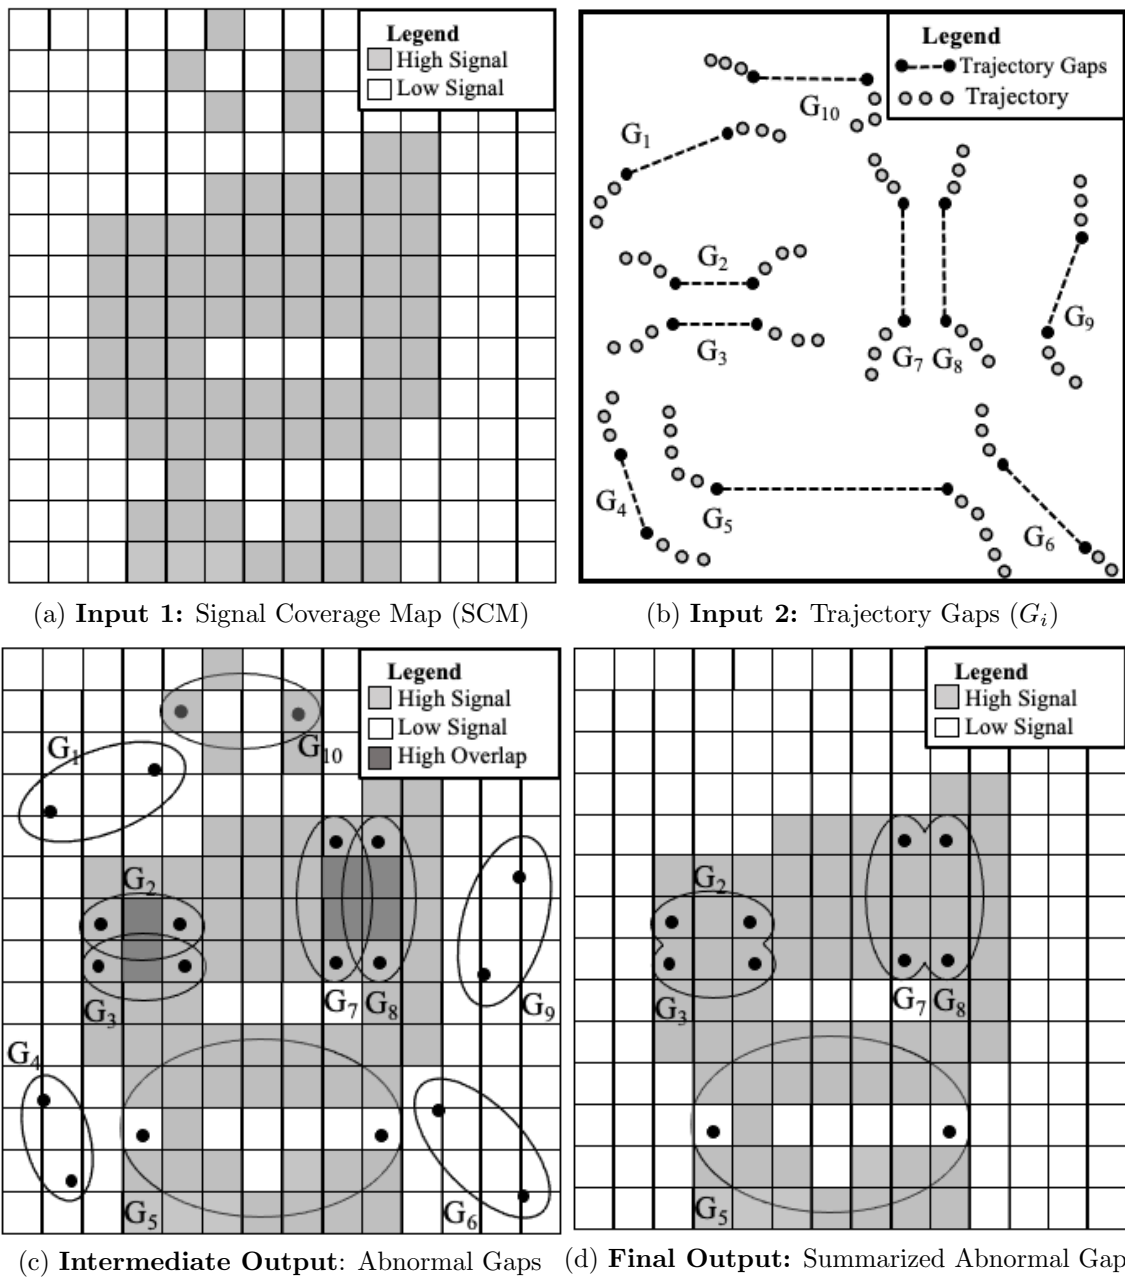 Legend
High Signal
Low Signal
(a) Input 1: Signal Coverage Map (SCM)
Legend
Trajectory Gaps
Trajectory
G10
G1
G2
G3
G7 G8
G9
G4
G5
G6
(b) Input 2: Trajectory Gaps (Gi)
Legend
High Signal
Low Signal
High Overlap
G1
G10
G2
G3
G7 G8
G9
G4
G5
G6
(c) Intermediate Output: Abnormal Gaps
Legend
High Signal
Low Signal
G2
G3
G7 G8
G5
(d) Final Output: Summarized Abnormal Gap